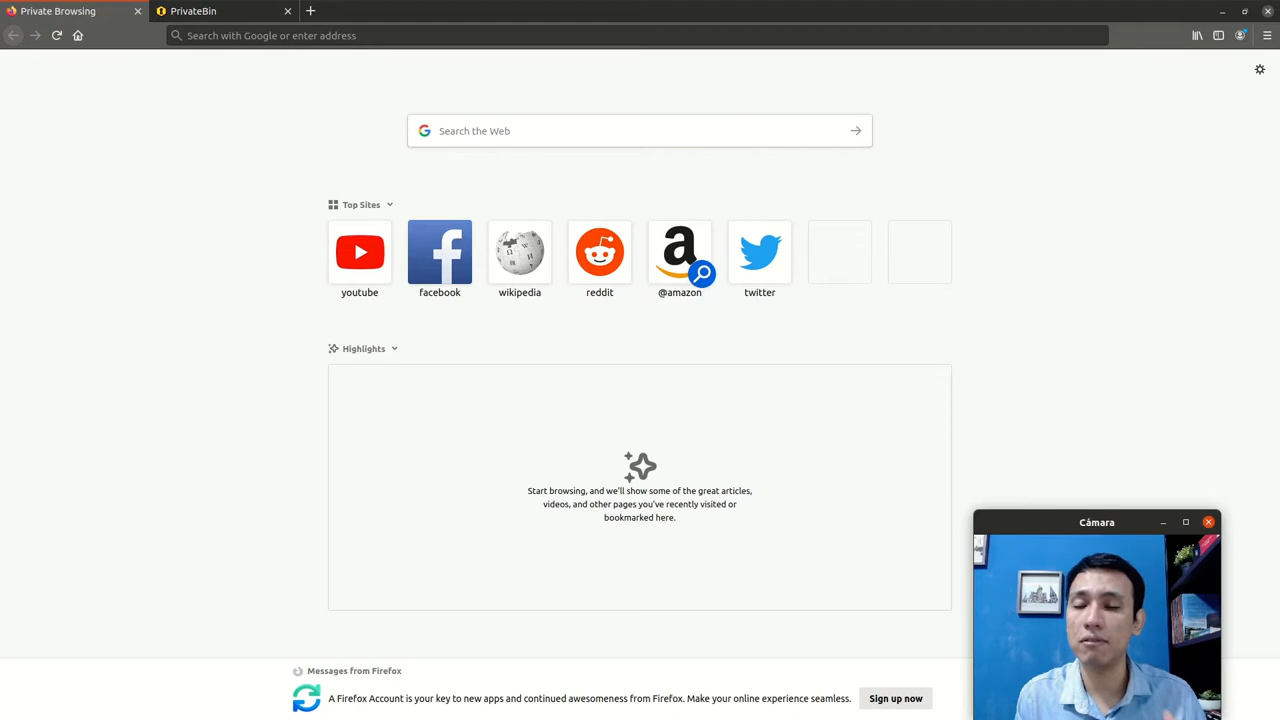 Private Browsing
PrivateBin
Search with Google or enter address
Search the Web
Top Sites
youtube
facebook
wikipedia
reddit
@amazon
twitter
Highlights
Start browsing, and we'll show some of the great articles,
videos, and other pages you've recently visited or
bookmarked here.
Cámara
Messages from Firefox
A Firefox Account is your key to new apps and continued awesomeness from Firefox. Make your online experience seamless.
Sign up now